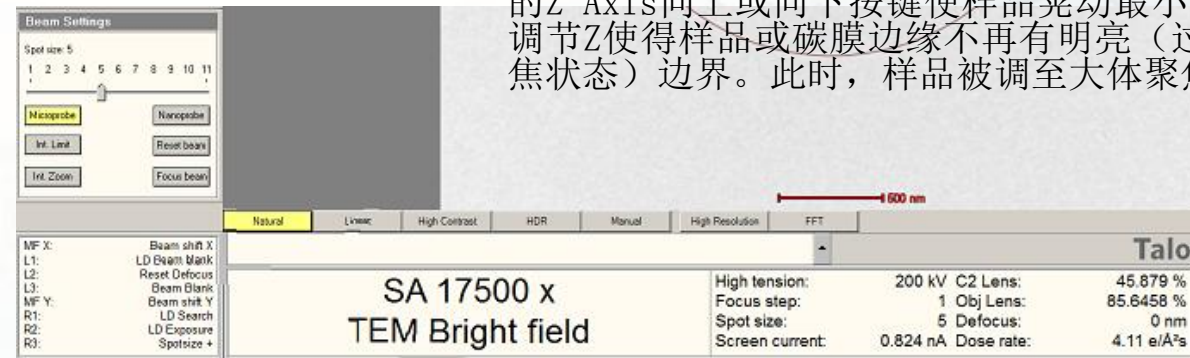 的Z Axis向上或向下按键使样品晃动最小
调节Z使得样品或碳膜边缘不再有明亮（过
焦状态）边界。此时，样品被调至大体聚焦
Beam Settings
Spot size: 5
1 2 3 4 5 6 7 8 9 10 11
Microprobe Nanoprobe
Int. Limit Reset beam
Int. Zoom Focus beam
500 nm
Natural Linear High Contrast HDR Manual High Resolution FFT
Talo
MF X: Beam shift X
L1: LD Beam blank
L2: Reset Defocus
L3: Beam Blank
MF Y: Beam shift Y
R1: LD Search
R2: LD Exposure
R3: Spotsize +
SA 17500 x
TEM Bright field
High tension: 200 kV C2 Lens: 45.879 %
Focus step: 1 Obj Lens: 85.6458 %
Spot size: 5 Defocus: 0 nm
Screen current: 0.824 nA Dose rate: 4.11 e/Å²s